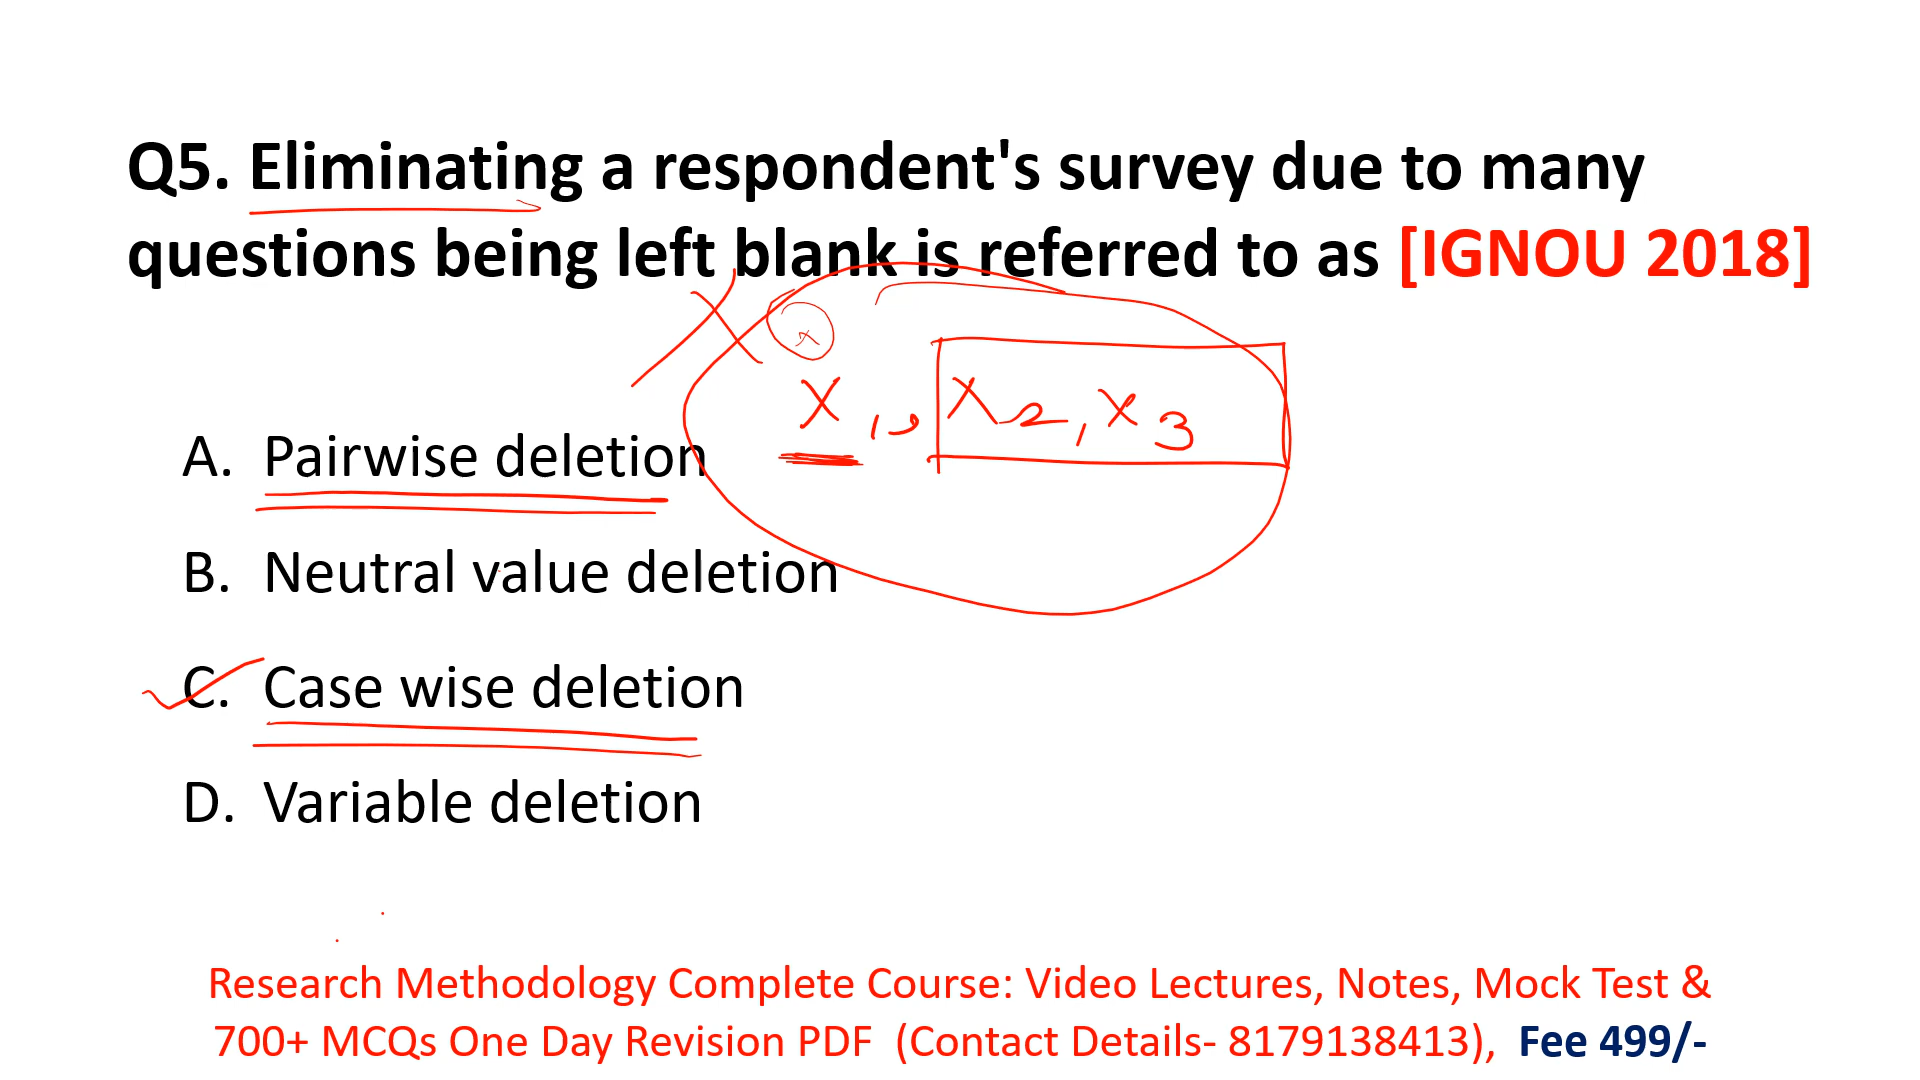 Q5. Eliminating a respondent's survey due to many
questions being left blank is referred to as [IGNOU 2018]
x
X₁, X₂, x₃
A. Pairwise deletion
B. Neutral value deletion
C. Case wise deletion
D. Variable deletion
Research Methodology Complete Course: Video Lectures, Notes, Mock Test &
700+ MCQs One Day Revision PDF (Contact Details- 8179138413), Fee 499/-